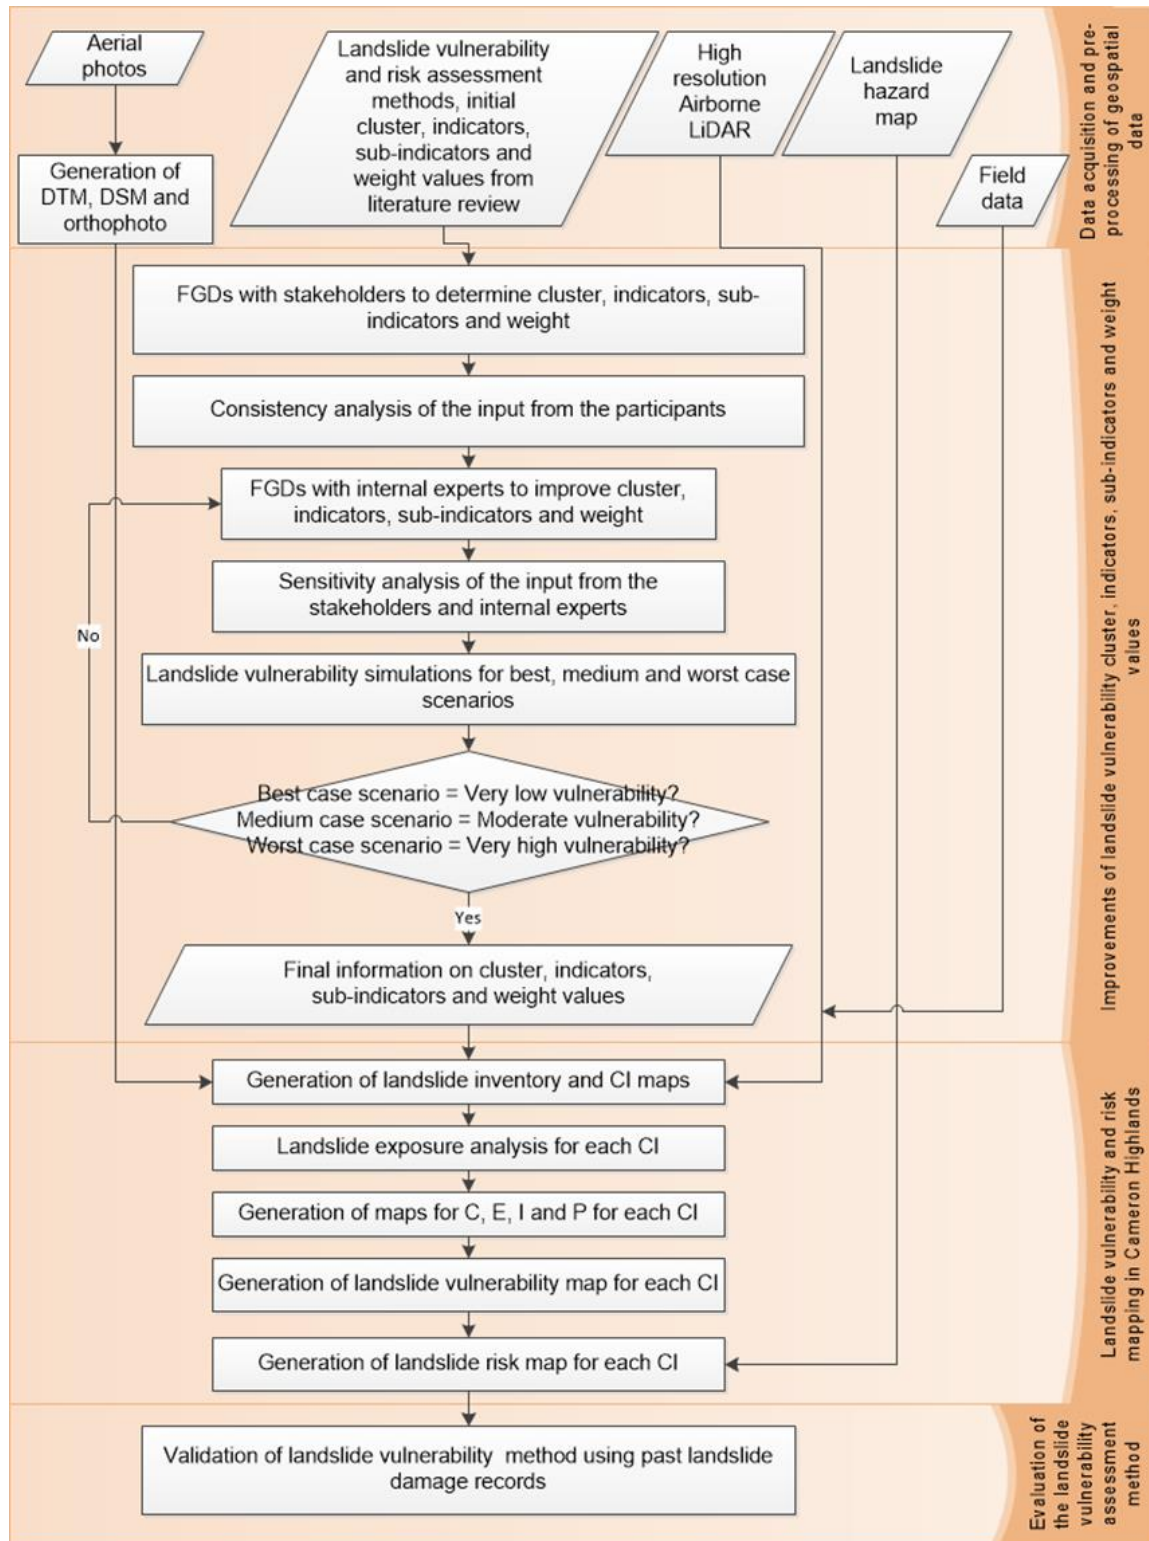 Aerial
photos
Landslide vulnerability
and risk assessment
methods, initial
cluster, indicators,
sub-indicators and
weight values from
literature review
High
resolution
Airborne
LiDAR
Landslide
hazard
map
Field
data
Generation of
DTM, DSM and
orthophoto
Data acquisition and pre-
processing of geospatial
data
FGDs with stakeholders to determine cluster, indicators, sub-
indicators and weight
Consistency analysis of the input from the participants
FGDs with internal experts to improve cluster,
indicators, sub-indicators and weight
Sensitivity analysis of the input from the
stakeholders and internal experts
No
Landslide vulnerability simulations for best, medium and worst case
scenarios
Best case scenario = Very low vulnerability?
Medium case scenario = Moderate vulnerability?
Worst case scenario = Very high vulnerability?
Yes
Final information on cluster, indicators,
sub-indicators and weight values
Improvements of landslide vulnerability cluster, indicators, sub-indicators and weight
values
Generation of landslide inventory and CI maps
Landslide exposure analysis for each CI
Generation of maps for C, E, I and P for each CI
Generation of landslide vulnerability map for each CI
Generation of landslide risk map for each CI
Landslide vulnerability and risk
mapping in Cameron Highlands
Validation of landslide vulnerability method using past landslide
damage records
Evaluation of
the landslide
vulnerability
assessment
method